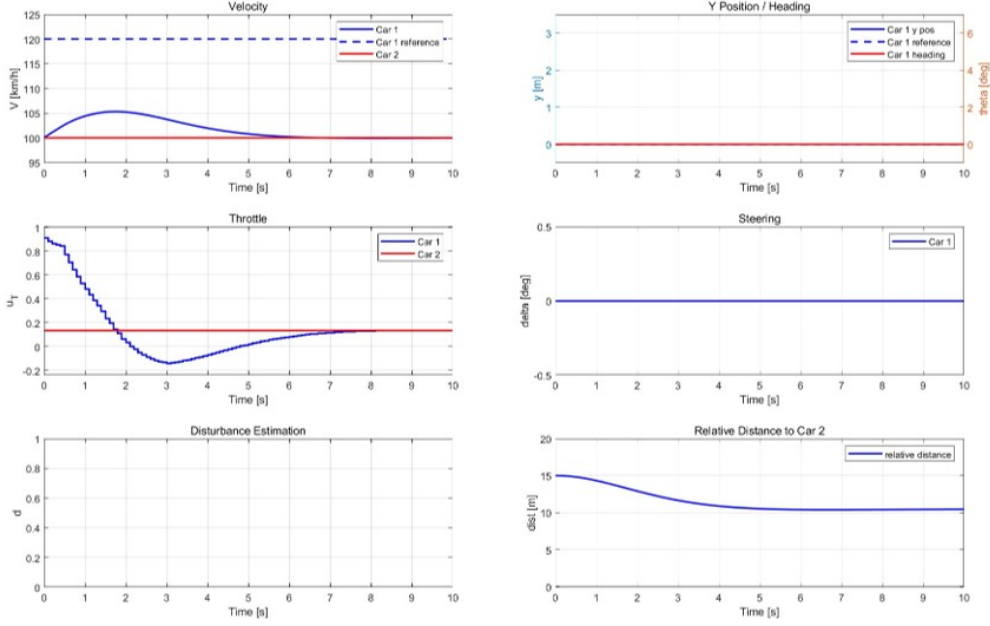 Velocity
125
120
115
110
105
100
95
V [km/h]
Car 1
Car 1 reference
Car 2
0 1 2 3 4 5 6 7 8 9 10
Time [s]
Y Position / Heading
3
2
1
0
y [m]
6
4
2
0
theta [deg]
Car 1 y pos
Car 1 reference
Car 1 heading
0 1 2 3 4 5 6 7 8 9 10
Time [s]
Throttle
1
0.8
0.6
0.4
0.2
0
-0.2
u_T
Car 1
Car 2
0 1 2 3 4 5 6 7 8 9 10
Time [s]
Steering
0.5
0
-0.5
delta [deg]
Car 1
0 1 2 3 4 5 6 7 8 9 10
Time [s]
Disturbance Estimation
1
0.8
0.6
0.4
0.2
0
d
0 1 2 3 4 5 6 7 8 9 10
Time [s]
Relative Distance to Car 2
20
15
10
5
0
dist [m]
relative distance
0 1 2 3 4 5 6 7 8 9 10
Time [s]